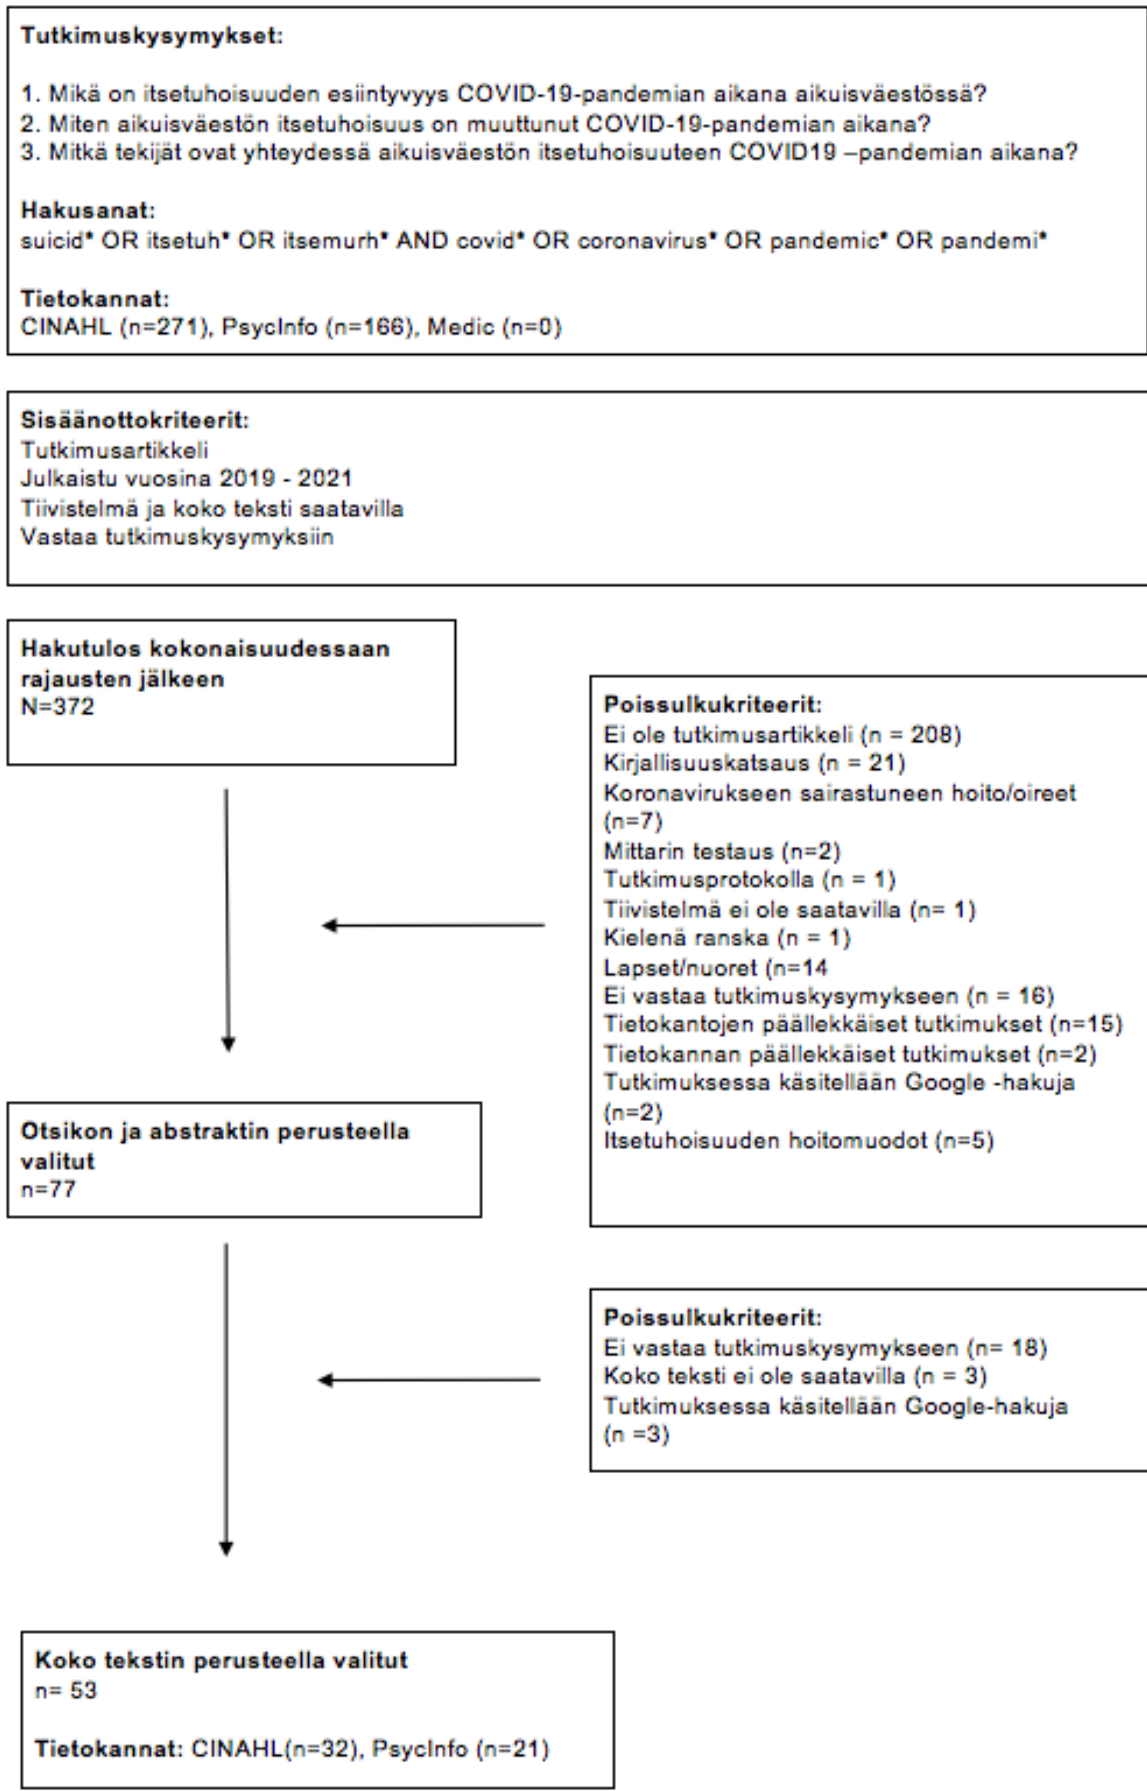 Tutkimuskysymykset:
1. Mikä on itsetuhoisuuden esiintyvyys COVID-19-pandemian aikana aikuisväestössä?
2. Miten aikuisväestön itsetuhoisuus on muuttunut COVID-19-pandemian aikana?
3. Mitkä tekijät ovat yhteydessä aikuisväestön itsetuhoisuuteen COVID19 –pandemian aikana?
Hakusanat:
suicid* OR itsetuh* OR itsemurh* AND covid* OR coronavirus* OR pandemic* OR pandemi*
Tietokannat:
CINAHL (n=271), PsycInfo (n=166), Medic (n=0)
Sisäänottokriteerit:
Tutkimusartikkeli
Julkaistu vuosina 2019 - 2021
Tiivistelmä ja koko teksti saatavilla
Vastaa tutkimuskysymyksiin
Hakutulos kokonaisuudessaan
rajausten jälkeen
N=372
Poissulkukriteerit:
Ei ole tutkimusartikkeli (n = 208)
Kirjallisuuskatsaus (n = 21)
Koronavirukseen sairastuneen hoito/oireet
(n=7)
Mittarin testaus (n=2)
Tutkimusprotokolla (n = 1)
Tiivistelmä ei ole saatavilla (n= 1)
Kielenä ranska (n = 1)
Lapset/nuoret (n=14
Ei vastaa tutkimuskysymykseen (n = 16)
Tietokantojen päällekkäiset tutkimukset (n=15)
Tietokannan päällekkäiset tutkimukset (n=2)
Tutkimuksessa käsitellään Google -hakuja
(n=2)
Itsetuhoisuuden hoitomuodot (n=5)
Otsikon ja abstraktin perusteella
valitut
n=77
Poissulkukriteerit:
Ei vastaa tutkimuskysymykseen (n= 18)
Koko teksti ei ole saatavilla (n = 3)
Tutkimuksessa käsitellään Google-hakuja
(n =3)
Koko tekstin perusteella valitut
n= 53
Tietokannat: CINAHL(n=32), PsycInfo (n=21)